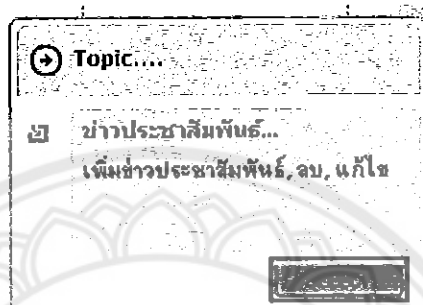 Topic....
ข่าวประชาสัมพันธ์...
เพิ่มข่าวประชาสัมพันธ์, ลบ, แก้ไข